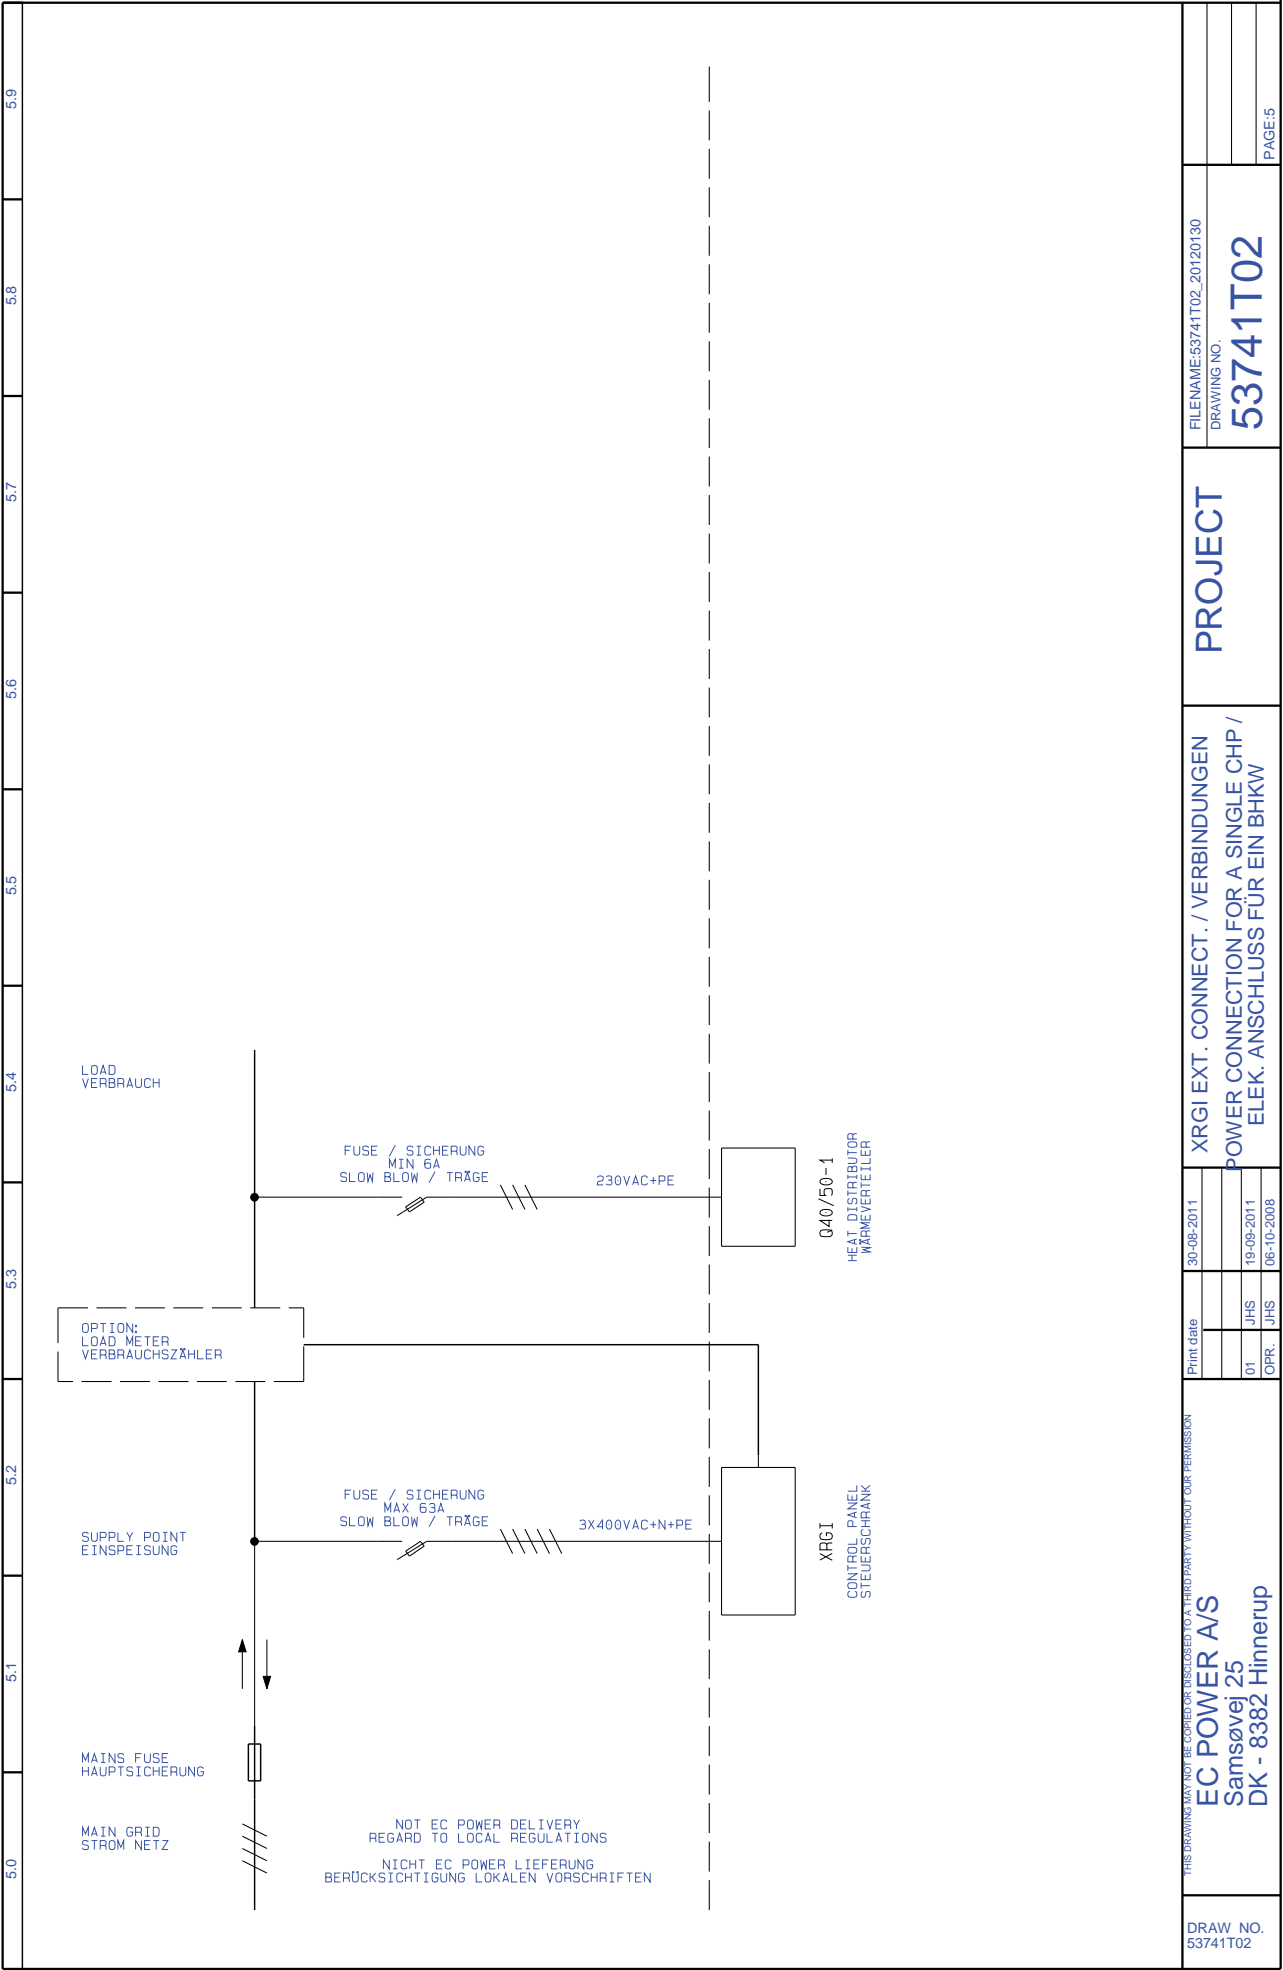 5.0
5.1
5.2
5.3
5.4
5.5
5.6
5.7
5.8
5.9
MAIN GRID
STROM NETZ
MAINS FUSE
HAUPTSICHERUNG
SUPPLY POINT
EINSPEISUNG
OPTION:
LOAD METER
VERBRAUCHSZÄHLER
LOAD
VERBRAUCH
FUSE / SICHERUNG
MIN 6A
SLOW BLOW / TRÄGE
230VAC+PE
Q40/50-1
HEAT DISTRIBUTOR
WÄRMEVERTEILER
FUSE / SICHERUNG
MAX 63A
SLOW BLOW / TRÄGE
3X400VAC+N+PE
XRGI
CONTROL PANEL
STEUERSCHRANK
NOT EC POWER DELIVERY
REGARD TO LOCAL REGULATIONS
NICHT EC POWER LIEFERUNG
BERÜCKSICHTIGUNG LOKALEN VORSCHRIFTEN
DRAW NO.
53741T02
THIS DRAWING MAY NOT BE COPIED OR DISCLOSED TO A THIRD PARTY WITHOUT OUR PERMISSION
EC POWER A/S
Samsøvej 25
DK - 8382 Hinnerup
Print date 30-08-2011
01 JHS 19-09-2011
OPR. JHS 06-10-2008
XRGI EXT. CONNECT. / VERBINDUNGEN
POWER CONNECTION FOR A SINGLE CHP /
ELEK. ANSCHLUSS FÜR EIN BHKW
PROJECT
FILENAME:53741T02_20120130
DRAWING NO.
53741T02
PAGE:5